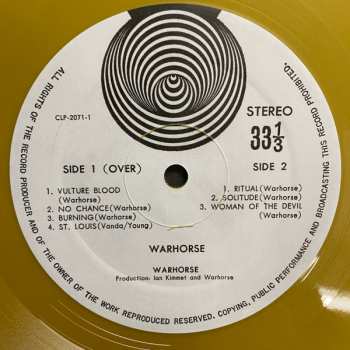 CLP-2071-1
STEREO
33 1/3
SIDE 1 (OVER)
SIDE 2
1. VULTURE BLOOD
(Warhorse)
2. NO CHANCE(Warhorse)
3. BURNING(Warhorse)
4. ST. LOUIS(Vanda/Young)
1. RITUAL(Warhorse)
2. SOLITUDE(Warhorse)
3. WOMAN OF THE DEVIL
(Warhorse)
WARHORSE
WARHORSE
Production: Ian Kimmet and Warhorse
ALL RIGHTS OF THE RECORD PRODUCER AND OF THE OWNER OF THE WORK REPRODUCED RESERVED. COPYING, PUBLIC PERFORMANCE AND BROADCASTING THIS RECORD PROHIBITED.